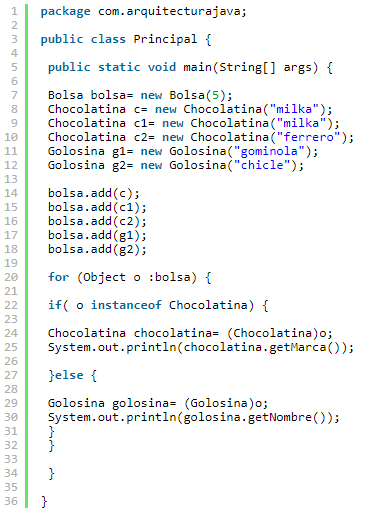 1 package com.arquitecturajava;
2
3 public class Principal {
4
5 public static void main(String[] args) {
6
7 Bolsa bolsa= new Bolsa(5);
8 Chocolatina c= new Chocolatina("milka");
9 Chocolatina c1= new Chocolatina("milka");
10 Chocolatina c2= new Chocolatina("ferrero");
11 Golosina g1= new Golosina("gominola");
12 Golosina g2= new Golosina("chicle");
13
14 bolsa.add(c);
15 bolsa.add(c1);
16 bolsa.add(c2);
17 bolsa.add(g1);
18 bolsa.add(g2);
19
20 for (Object o :bolsa) {
21
22 if( o instanceof Chocolatina) {
23
24 Chocolatina chocolatina= (Chocolatina)o;
25 System.out.println(chocolatina.getMarca());
26
27 }else {
28
29 Golosina golosina= (Golosina)o;
30 System.out.println(golosina.getNombre());
31 }
32 }
33
34 }
35
36 }